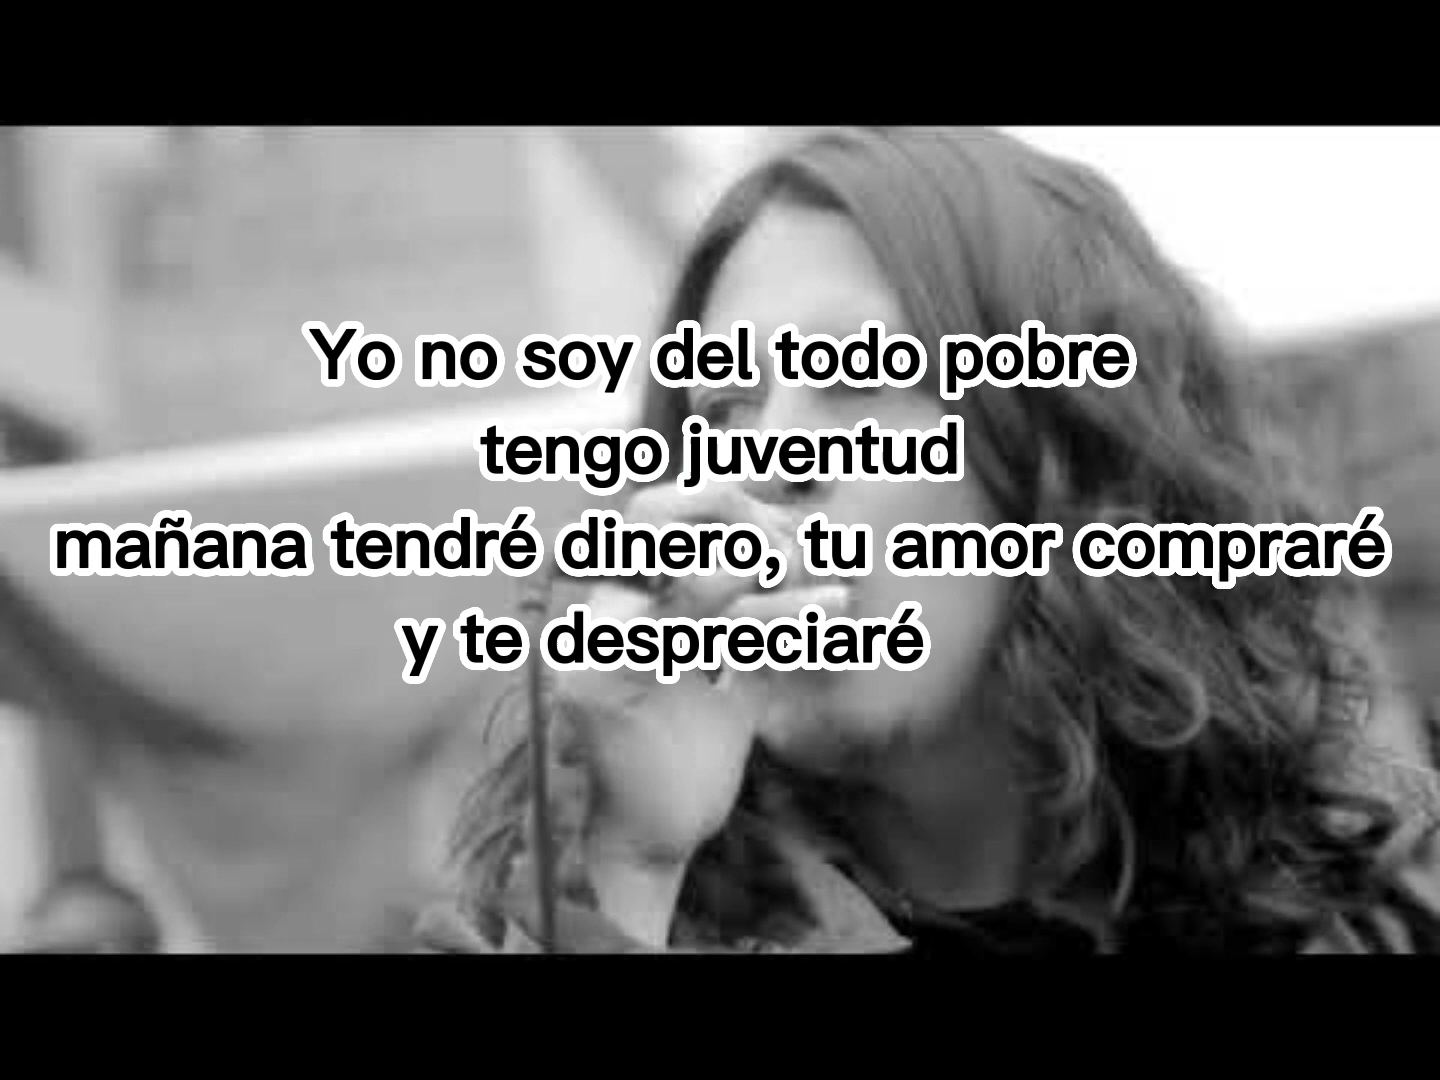 Yo no soy del todo pobre
tengo juventud
mañana tendré dinero, tu amor compraré
y te despreciaré